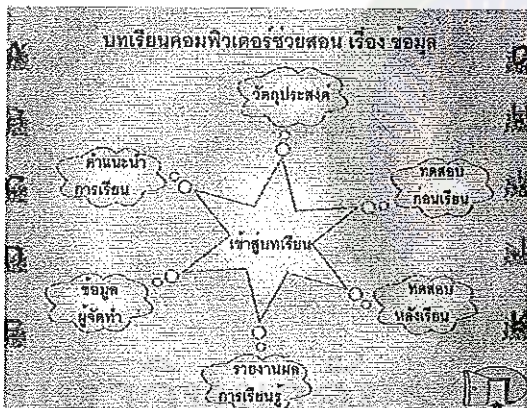 บทเรียนคอมพิวเตอร์ช่วยสอน เรื่อง ข้อมูล
วัตถุประสงค์
คำแนะนำ
การเรียน
ทดสอบ
ก่อนเรียน
เข้าสู่บทเรียน
ข้อมูล
ผู้จัดทำ
ทดสอบ
หลังเรียน
รายงานผล
การเรียนรู้